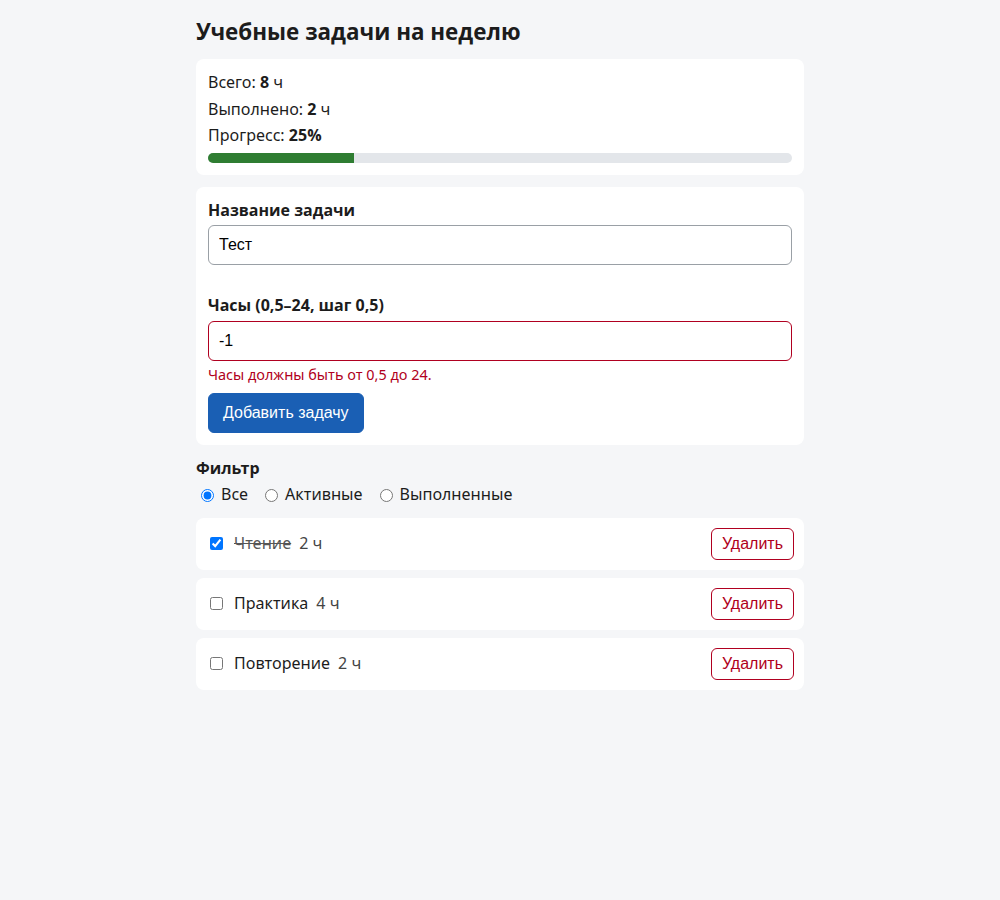 Учебные задачи на неделю
Всего: 8 ч
Выполнено: 2 ч
Прогресс: 25%
Название задачи
Тест
Часы (0,5–24, шаг 0,5)
-1
Часы должны быть от 0,5 до 24.
Добавить задачу
Фильтр
Все Активные Выполненные
Чтение 2 ч Удалить
Практика 4 ч Удалить
Повторение 2 ч Удалить